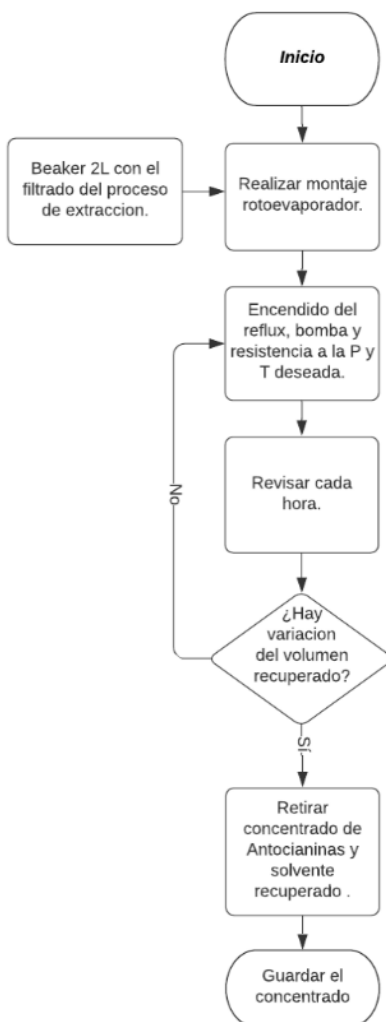 Inicio
Beaker 2L con el
filtrado del proceso
de extraccion.
Realizar montaje
rotoevaporador.
Encendido del
reflux, bomba y
resistencia a la P y
T deseada.
Revisar cada
hora.
No
¿Hay
variacion
del volumen
recuperado?
Sí
Retirar
concentrado de
Antocianinas y
solvente
recuperado .
Guardar el
concentrado